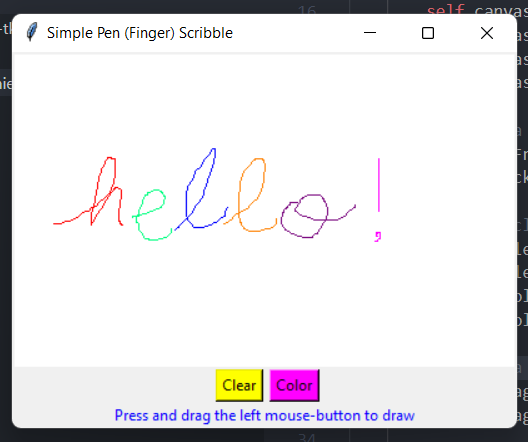 Simple Pen (Finger) Scribble
hello!
Clear Color
Press and drag the left mouse-button to draw
16
self.canvas
34